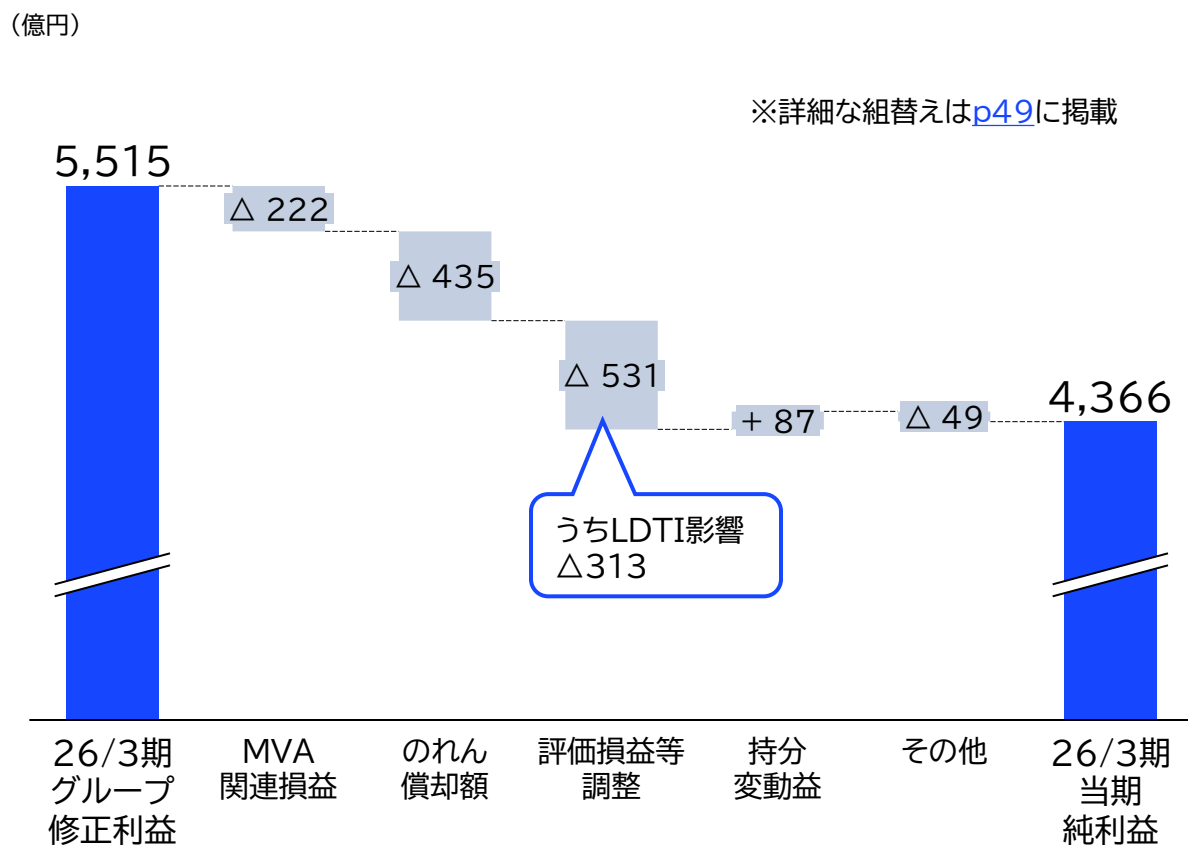 （億円）
※詳細な組替えはp49に掲載
5,515
△ 222
△ 435
△ 531
+ 87
△ 49
4,366
うちLDTI影響
△313
26/3期
グループ
修正利益
MVA
関連損益
のれん
償却額
評価損益等
調整
持分
変動益
その他
26/3期
当期
純利益